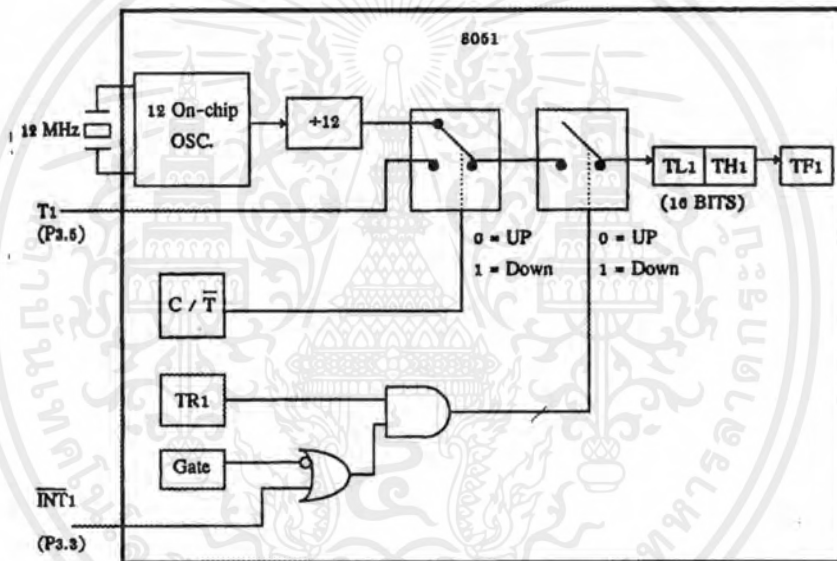 8051
12 MHz
12 On-chip
OSC.
÷12
T1
(P3.5)
TL1
TH1
TF1
(16 BITS)
0 = UP
1 = Down
0 = UP
1 = Down
C / T̅
TR1
Gate
I̅N̅T̅1
(P3.3)